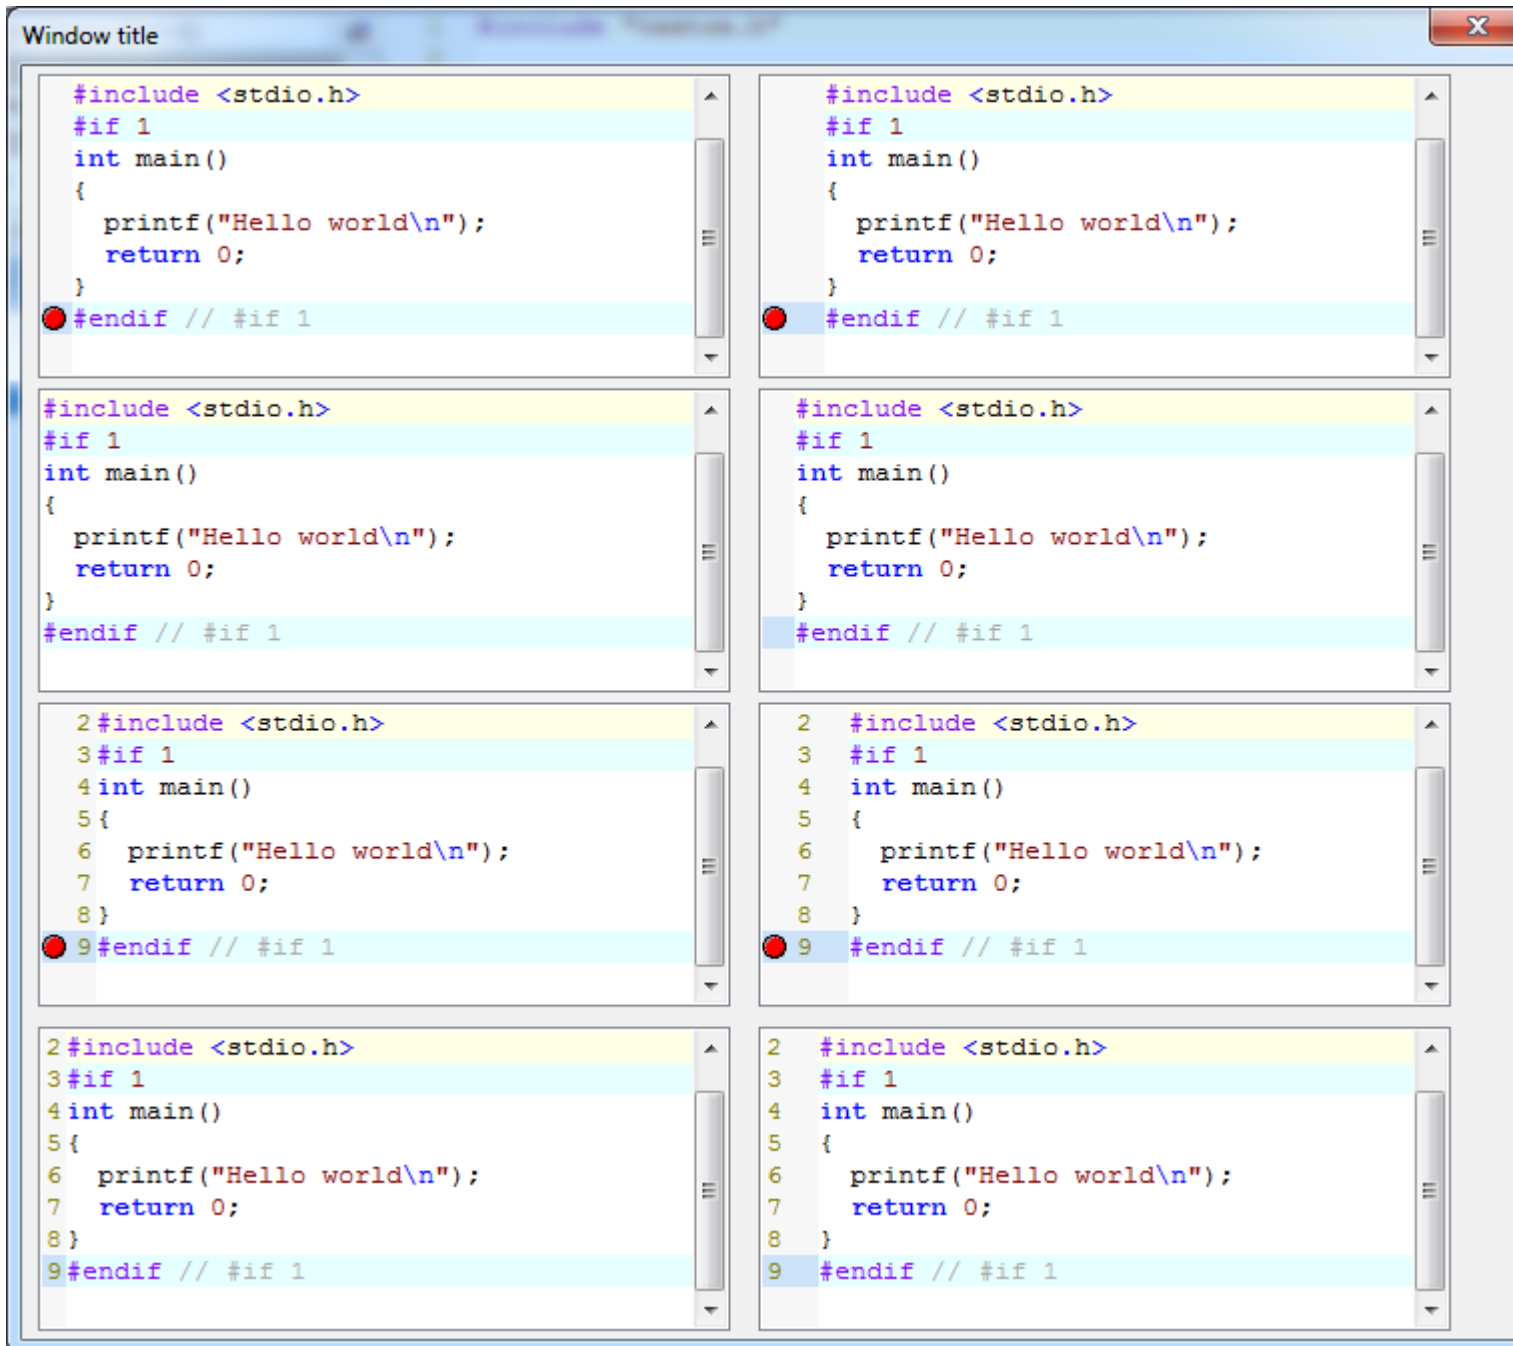 Window title
#include <stdio.h>
#if 1
int main()
{
  printf("Hello world\n");
  return 0;
}
#endif // #if 1
#include <stdio.h>
#if 1
int main()
{
  printf("Hello world\n");
  return 0;
}
#endif // #if 1
#include <stdio.h>
#if 1
int main()
{
  printf("Hello world\n");
  return 0;
}
#endif // #if 1
#include <stdio.h>
#if 1
int main()
{
  printf("Hello world\n");
  return 0;
}
#endif // #if 1
2 #include <stdio.h>
3 #if 1
4 int main()
5 {
6   printf("Hello world\n");
7   return 0;
8 }
9 #endif // #if 1
2 #include <stdio.h>
3 #if 1
4 int main()
5 {
6   printf("Hello world\n");
7   return 0;
8 }
9 #endif // #if 1
2 #include <stdio.h>
3 #if 1
4 int main()
5 {
6   printf("Hello world\n");
7   return 0;
8 }
9 #endif // #if 1
2 #include <stdio.h>
3 #if 1
4 int main()
5 {
6   printf("Hello world\n");
7   return 0;
8 }
9 #endif // #if 1